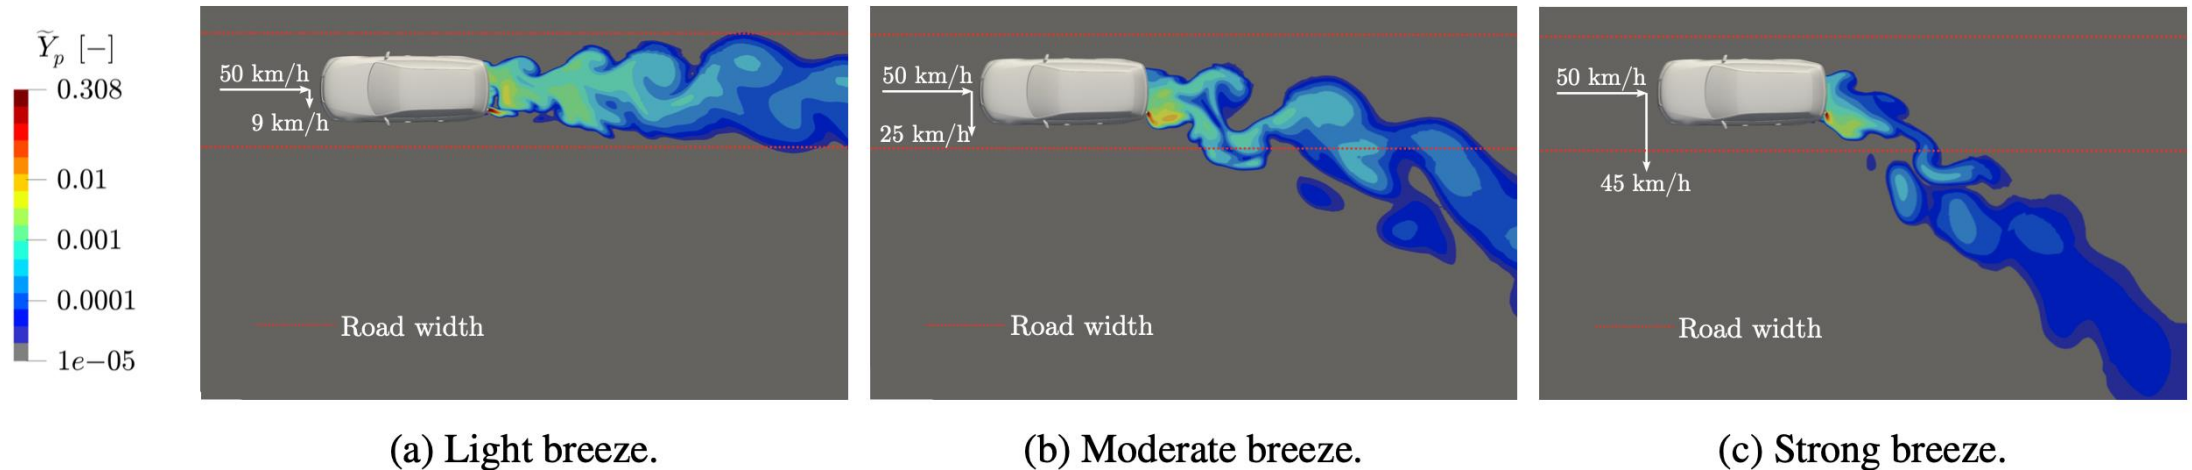 Ỹ_p [−]
0.308
0.01
0.001
0.0001
1e−05
50 km/h
9 km/h
Road width
(a) Light breeze.
50 km/h
25 km/h
Road width
(b) Moderate breeze.
50 km/h
45 km/h
Road width
(c) Strong breeze.